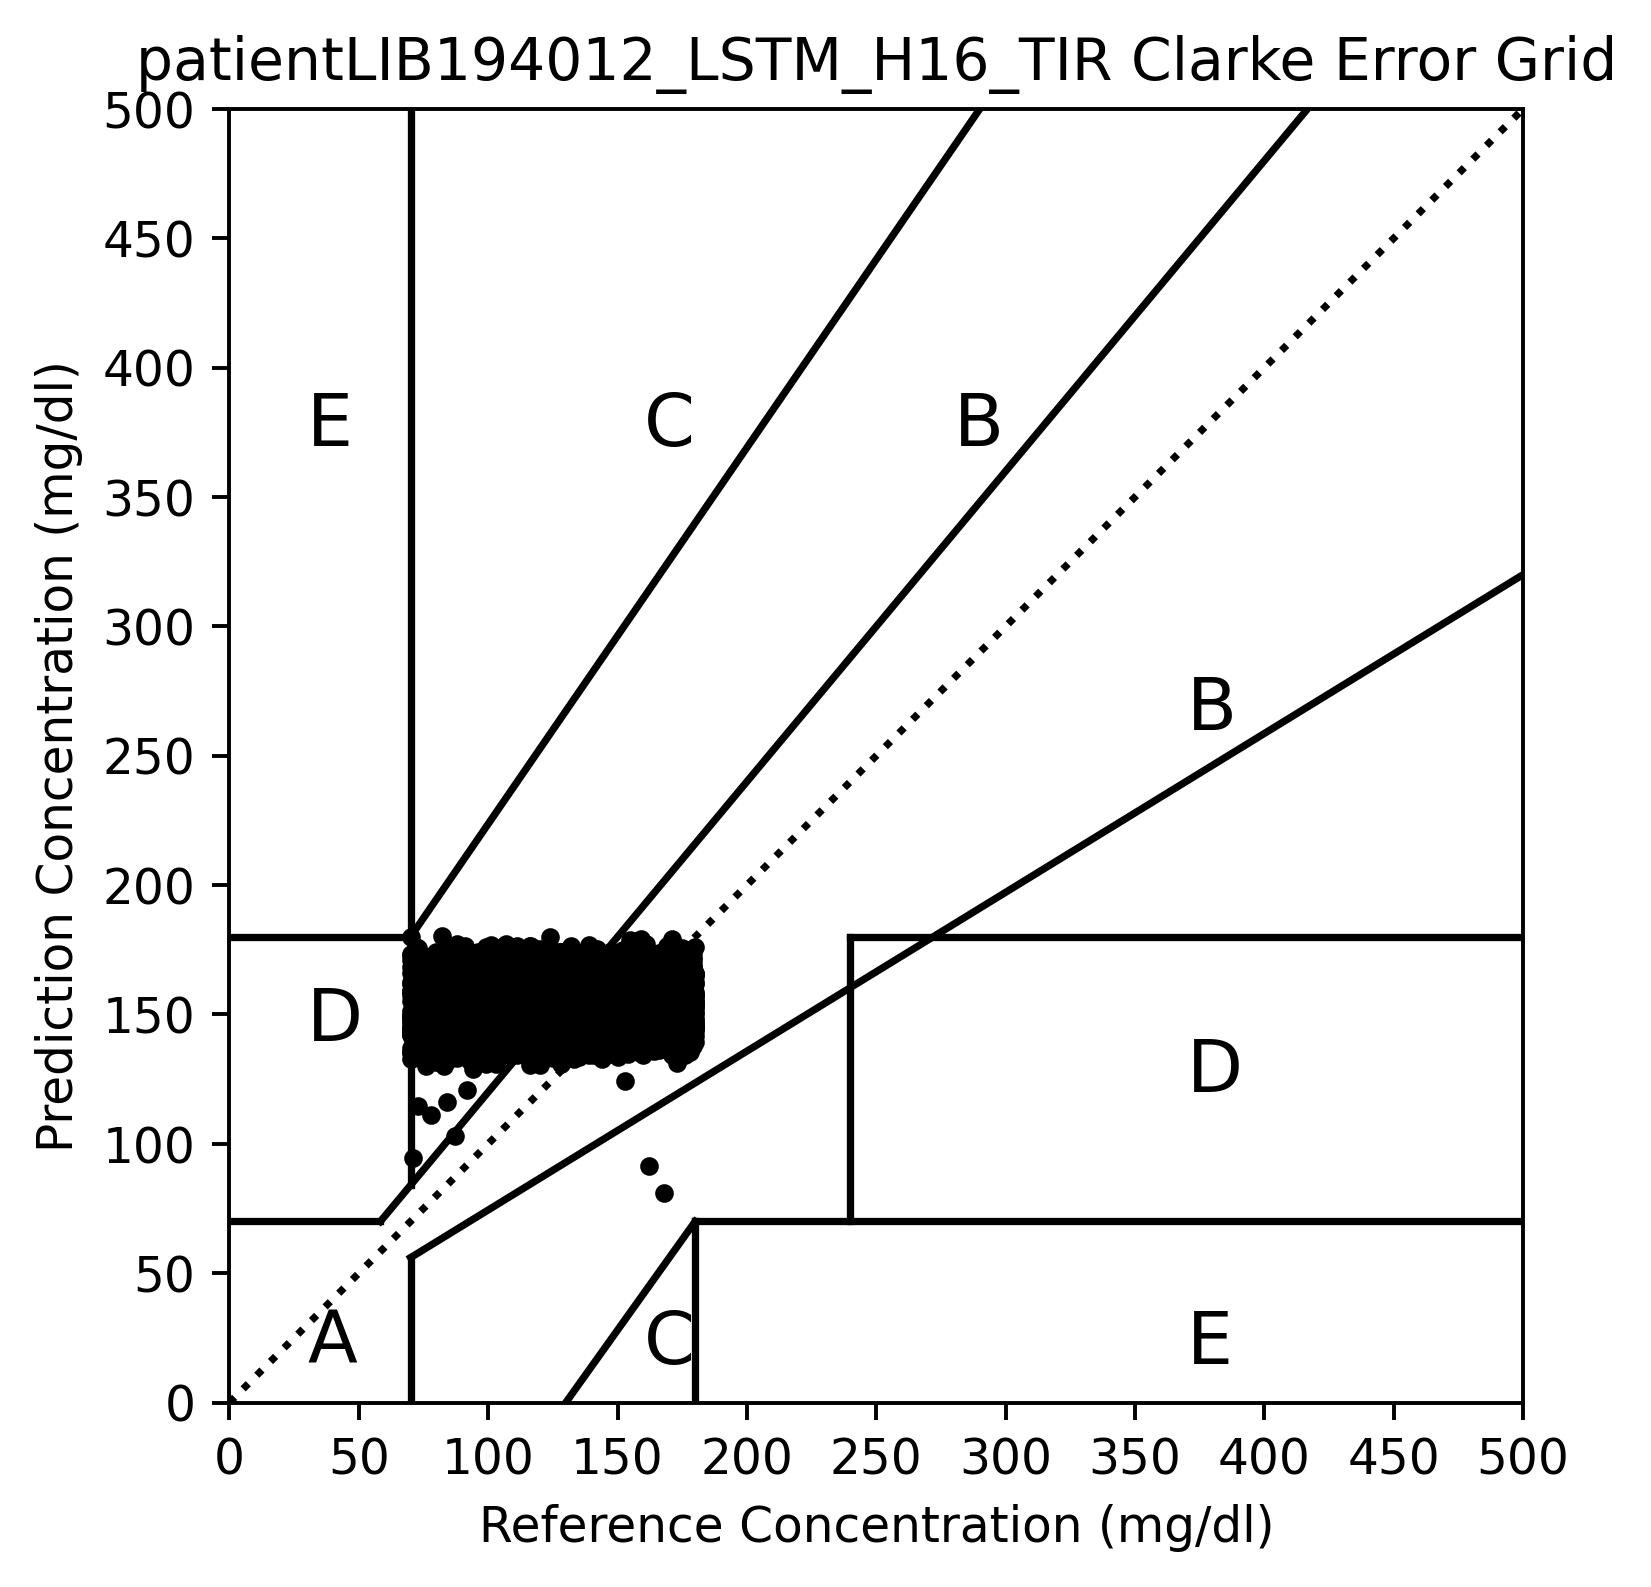 patientLIB194012_LSTM_H16_TIR Clarke Error Grid
500
450
400
350
300
250
200
150
100
50
0
Prediction Concentration (mg/dl)
E
C
B
B
D
D
A
C
E
0 50 100 150 200 250 300 350 400 450 500
Reference Concentration (mg/dl)